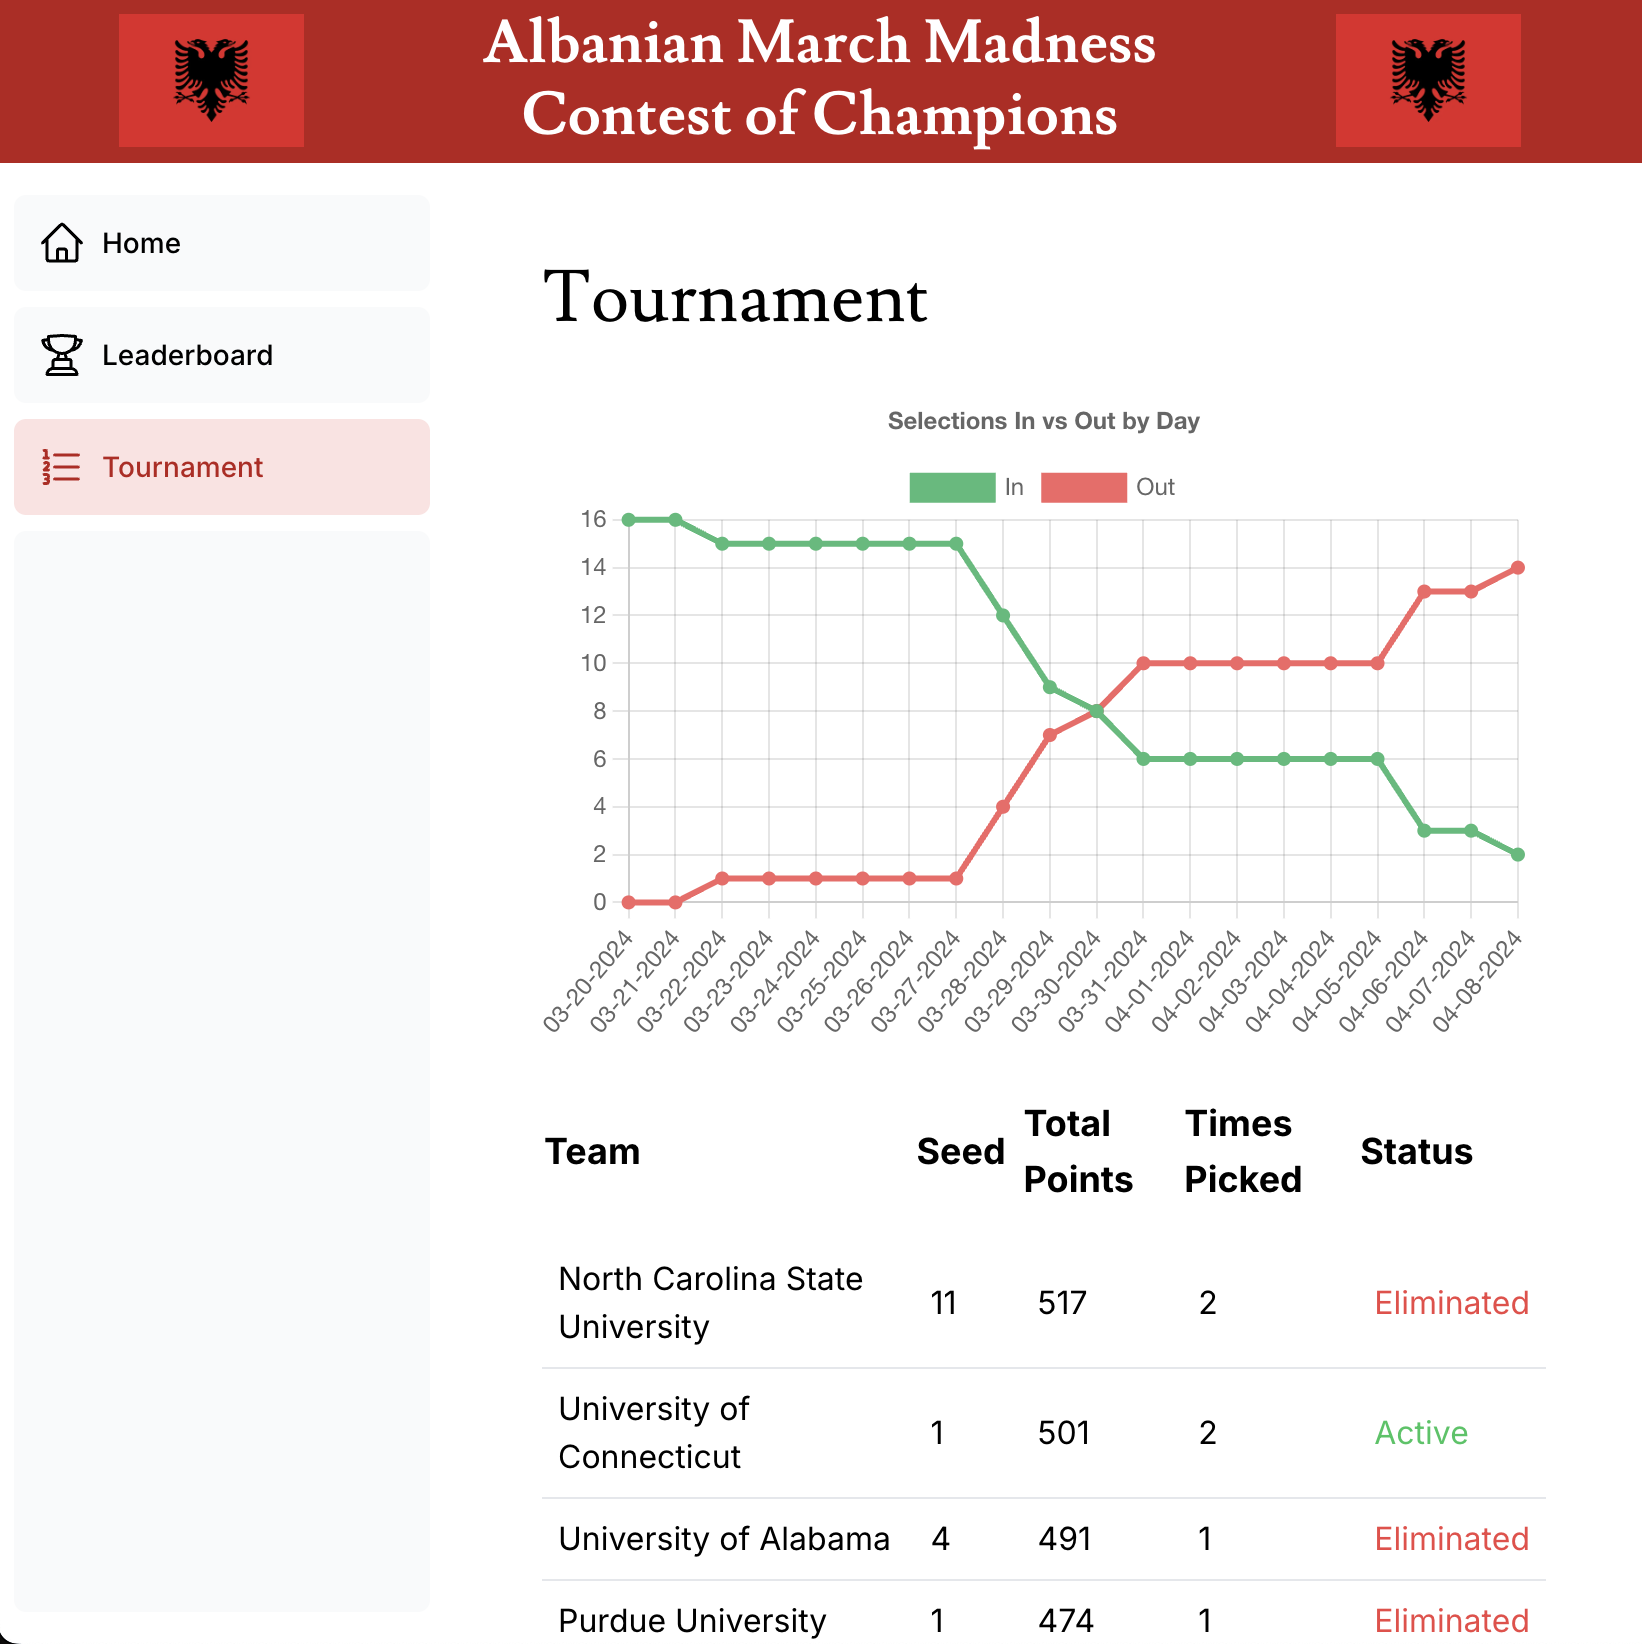 Albanian March Madness
Contest of Champions
Home
Leaderboard
Tournament
Tournament
Selections In vs Out by Day
In
Out
16
14
12
10
8
6
4
2
0
03-20-2024
03-21-2024
03-22-2024
03-23-2024
03-24-2024
03-25-2024
03-26-2024
03-27-2024
03-28-2024
03-29-2024
03-30-2024
03-31-2024
04-01-2024
04-02-2024
04-03-2024
04-04-2024
04-05-2024
04-06-2024
04-07-2024
04-08-2024
Team Seed Total Points Times Picked Status
North Carolina State
University
11 517 2 Eliminated
University of
Connecticut
1 501 2 Active
University of Alabama 4 491 1 Eliminated
Purdue University 1 474 1 Eliminated